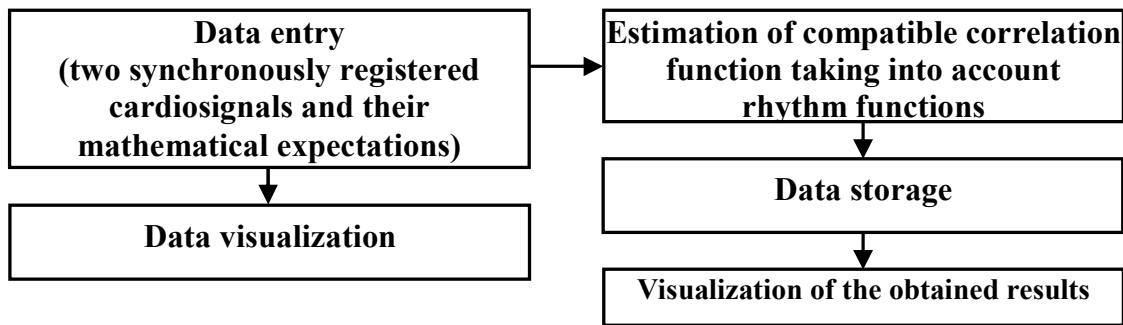 Data entry
(two synchronously registered
cardiosignals and their
mathematical expectations)
Data visualization
Estimation of compatible correlation
function taking into account
rhythm functions
Data storage
Visualization of the obtained results